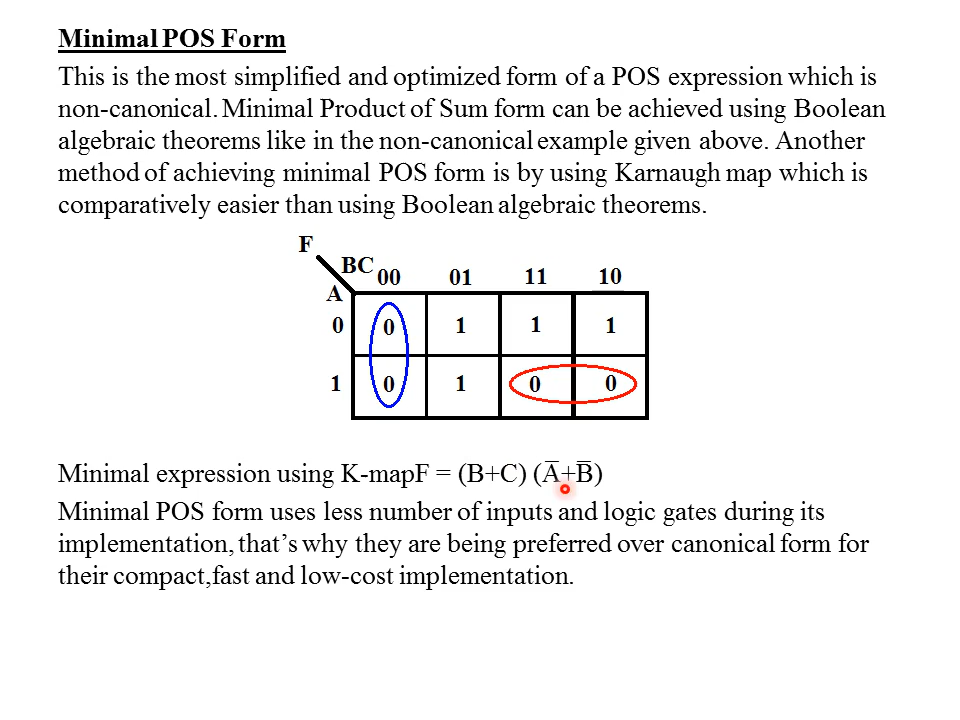 Minimal POS Form
This is the most simplified and optimized form of a POS expression which is
non-canonical. Minimal Product of Sum form can be achieved using Boolean
algebraic theorems like in the non-canonical example given above. Another
method of achieving minimal POS form is by using Karnaugh map which is
comparatively easier than using Boolean algebraic theorems.
F
BC 00 01 11 10
A
0 0 1 1 1
1 0 1 0 0
Minimal expression using K-mapF = (B+C) (A̅+B̅)
Minimal POS form uses less number of inputs and logic gates during its
implementation, that’s why they are being preferred over canonical form for
their compact,fast and low-cost implementation.